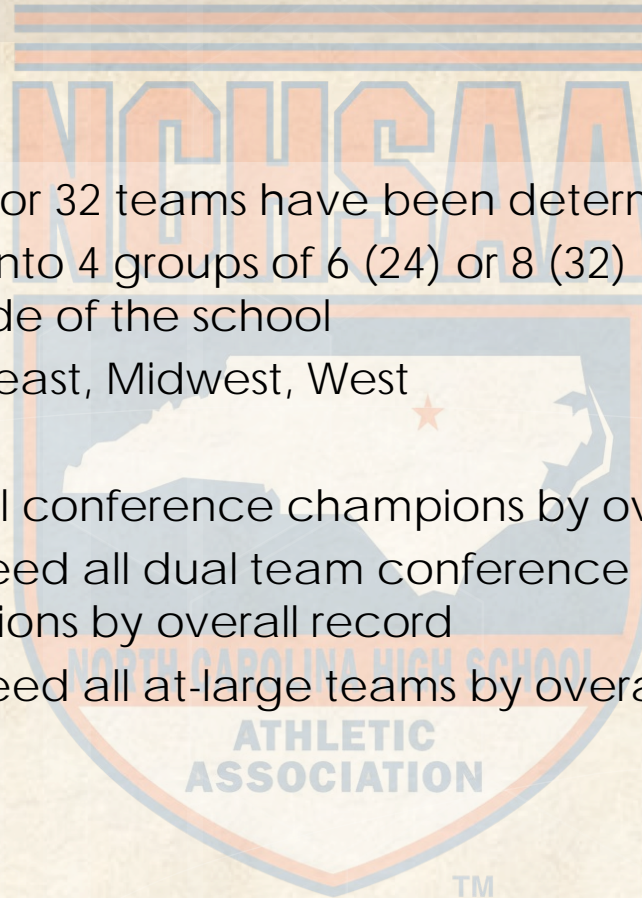 NCHSAA
or 32 teams have been determ
nto 4 groups of 6 (24) or 8 (32)
de of the school
east, Midwest, West
l conference champions by ov
eed all dual team conference
ions by overall record
NORTH CAROLINA HIGH SCHOOL
eed all at-large teams by overa
ATHLETIC
ASSOCIATION
TM